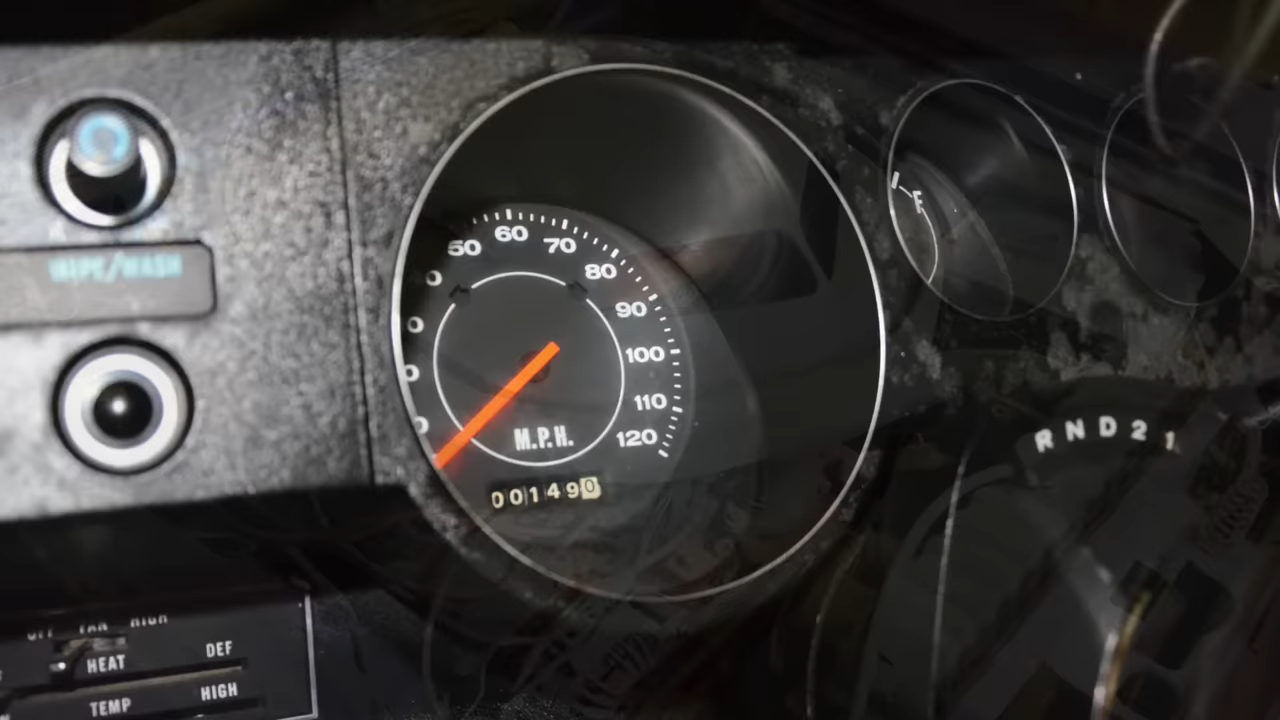 WIPE/WASH
50
60
70
80
90
100
110
120
M.P.H.
001490
F
R N D 2 1
OFF FAN HIGH
HEAT DEF
TEMP HIGH